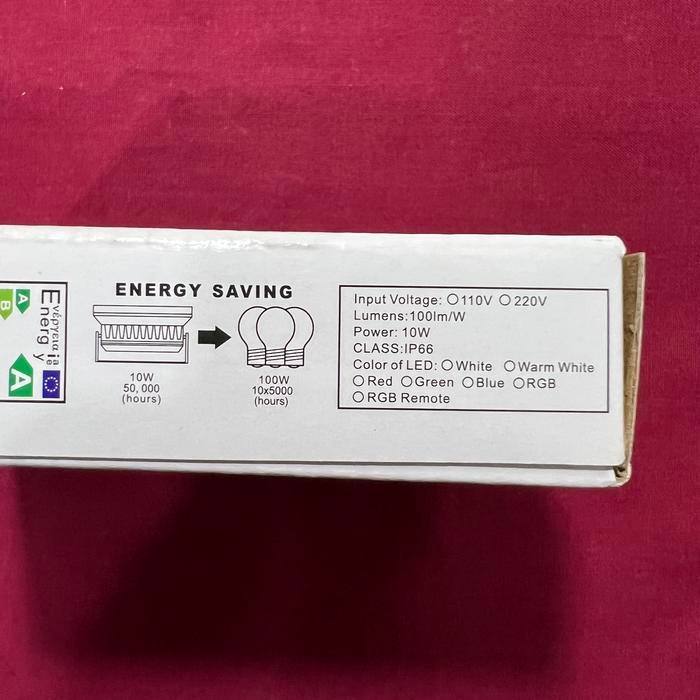 ENERGY SAVING
10W
50, 000
(hours)
100W
10x5000
(hours)
Input Voltage: 110V 220V
Lumens:100lm/W
Power: 10W
CLASS:IP66
Color of LED: White Warm White
Red Green Blue RGB
RGB Remote
Energy
A
B
A